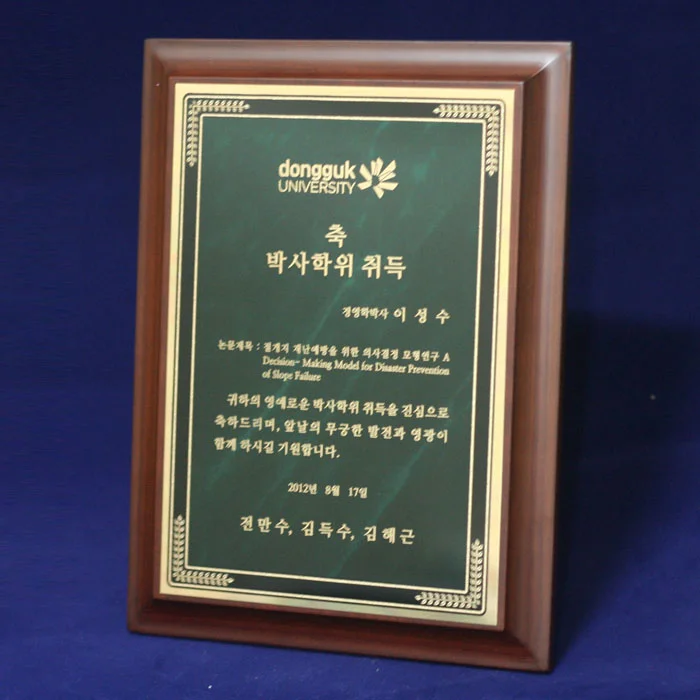 dongguk
UNIVERSITY
축
박사학위 취득
경영학박사 이 성 수
논문제목 : 절개지 재난예방을 위한 의사결정 모형연구 A
Decision- Making Model for Disaster Prevention
of Slope Failure
귀하의 영예로운 박사학위 취득을 진심으로
축하드리며, 앞날의 무궁한 발전과 영광이
함께 하시길 기원합니다.
2012년 8월 17일
전만수, 김득수, 김해근